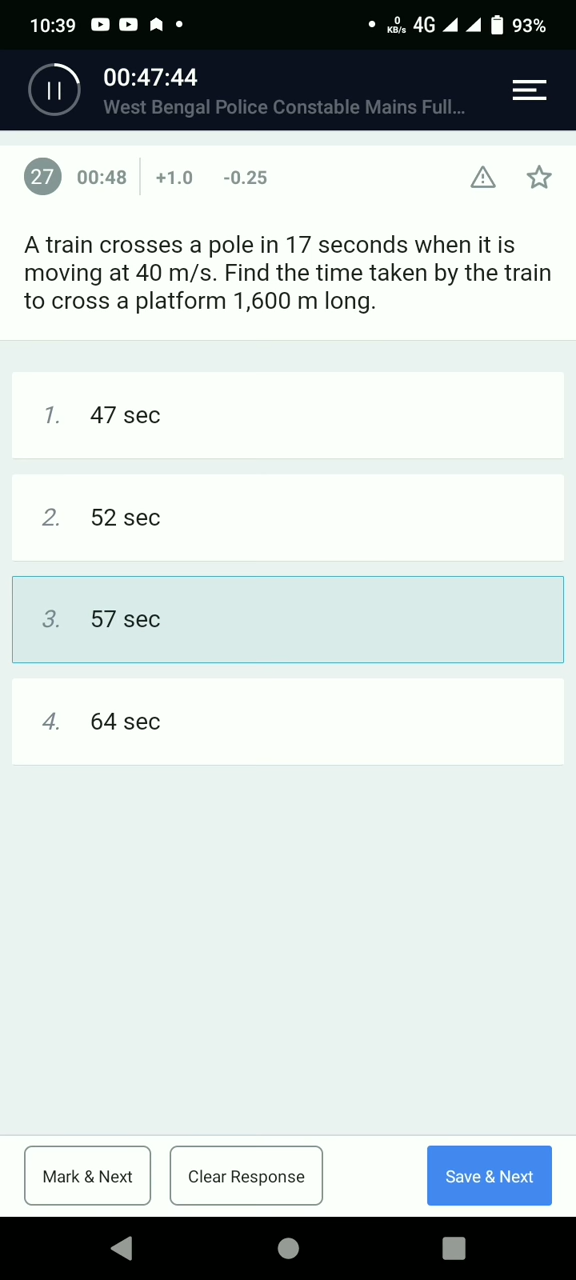 10:39
0 KB/s 4G 93%
00:47:44
West Bengal Police Constable Mains Full...
27 00:48 +1.0 -0.25
A train crosses a pole in 17 seconds when it is
moving at 40 m/s. Find the time taken by the train
to cross a platform 1,600 m long.
1. 47 sec
2. 52 sec
3. 57 sec
4. 64 sec
Mark & Next Clear Response Save & Next